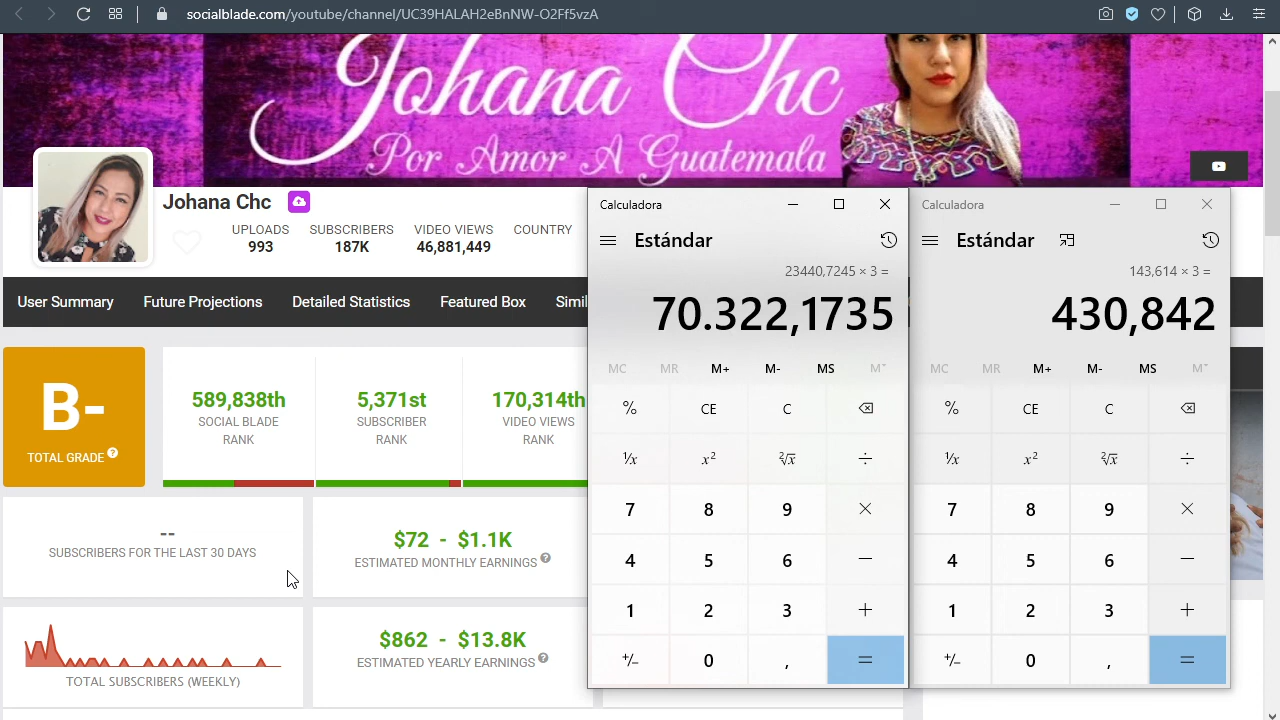 socialblade.com/youtube/channel/UC39HALAH2eBnNW-O2Ff5vzA
Johana Chc
Por Amor A Guatemala
Johana Chc
UPLOADS
993
SUBSCRIBERS
187K
VIDEO VIEWS
46,881,449
COUNTRY
User Summary
Future Projections
Detailed Statistics
Featured Box
Simil
B-
TOTAL GRADE ?
589,838th
SOCIAL BLADE
RANK
5,371st
SUBSCRIBER
RANK
170,314th
VIDEO VIEWS
RANK
--
SUBSCRIBERS FOR THE LAST 30 DAYS
$72 - $1.1K
ESTIMATED MONTHLY EARNINGS ?
TOTAL SUBSCRIBERS (WEEKLY)
$862 - $13.8K
ESTIMATED YEARLY EARNINGS ?
Calculadora
Estándar
23440,7245 × 3 =
70.322,1735
MC MR M+ M- MS M˅
% CE C
¹/x x² ²√x ÷
7 8 9 ×
4 5 6 −
1 2 3 +
+/− 0 , =
Calculadora
Estándar
143,614 × 3 =
430,842
MC MR M+ M- MS M˅
% CE C
¹/x x² ²√x ÷
7 8 9 ×
4 5 6 −
1 2 3 +
+/− 0 , =